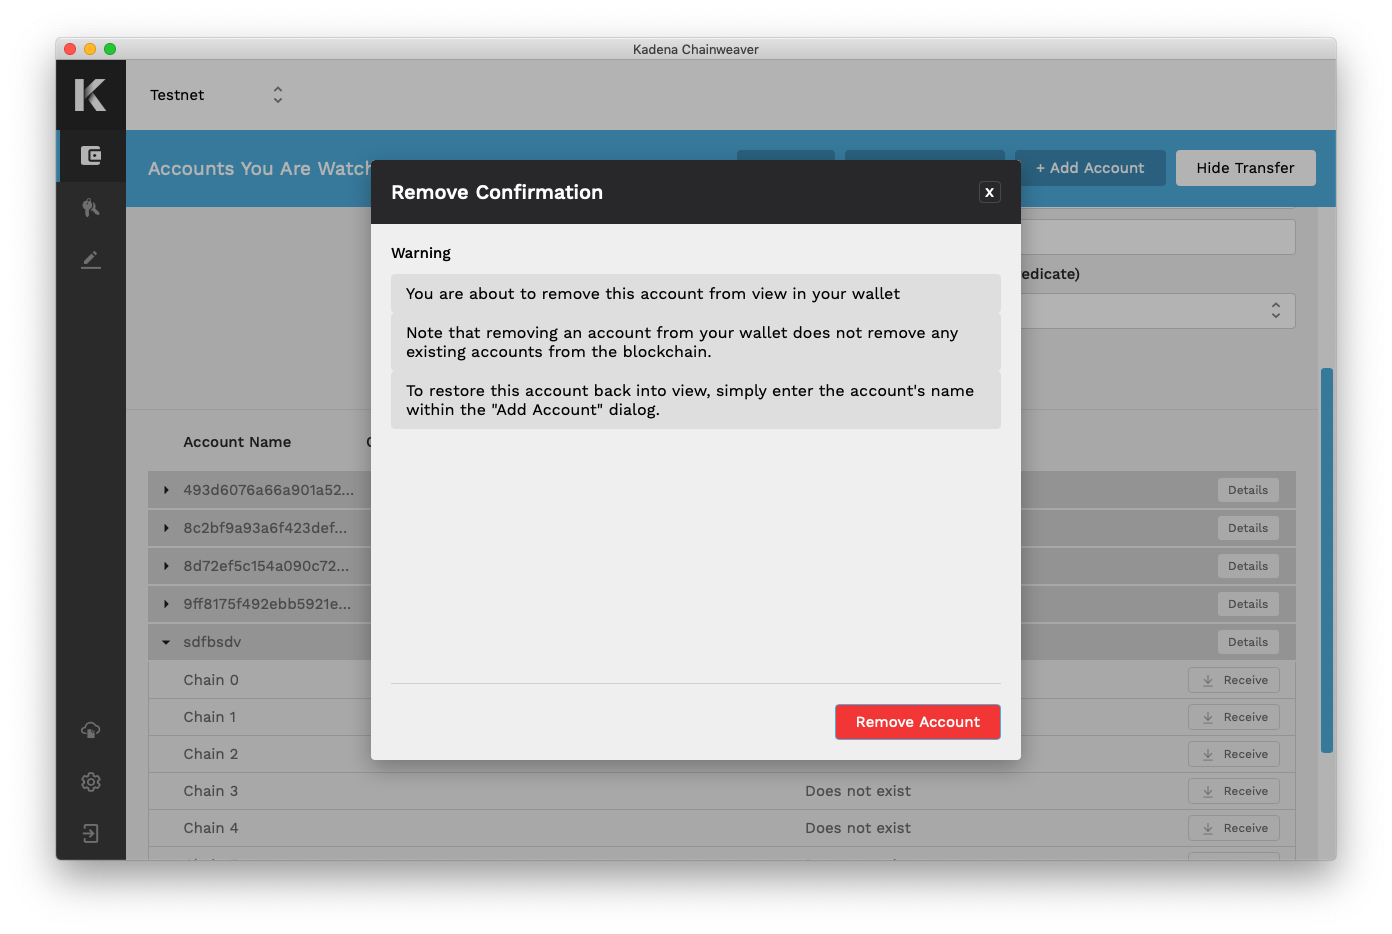 Kadena Chainweaver
Testnet
Accounts You Are Watch
+ Add Account
Hide Transfer
Remove Confirmation
X
Warning
You are about to remove this account from view in your wallet
Note that removing an account from your wallet does not remove any
existing accounts from the blockchain.
To restore this account back into view, simply enter the account's name
within the "Add Account" dialog.
Remove Account
edicate)
Account Name
493d6076a66a901a52... Details
8c2bf9a93a6f423def... Details
8d72ef5c154a090c72... Details
9ff8175f492ebb5921e... Details
sdfbsdv Details
Chain 0 Receive
Chain 1 Receive
Chain 2 Receive
Chain 3 Does not exist Receive
Chain 4 Does not exist Receive